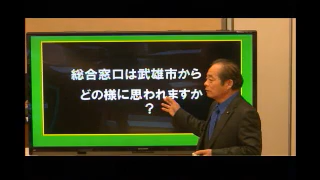 総合窓口は武雄市から
どの様に思われますか
?